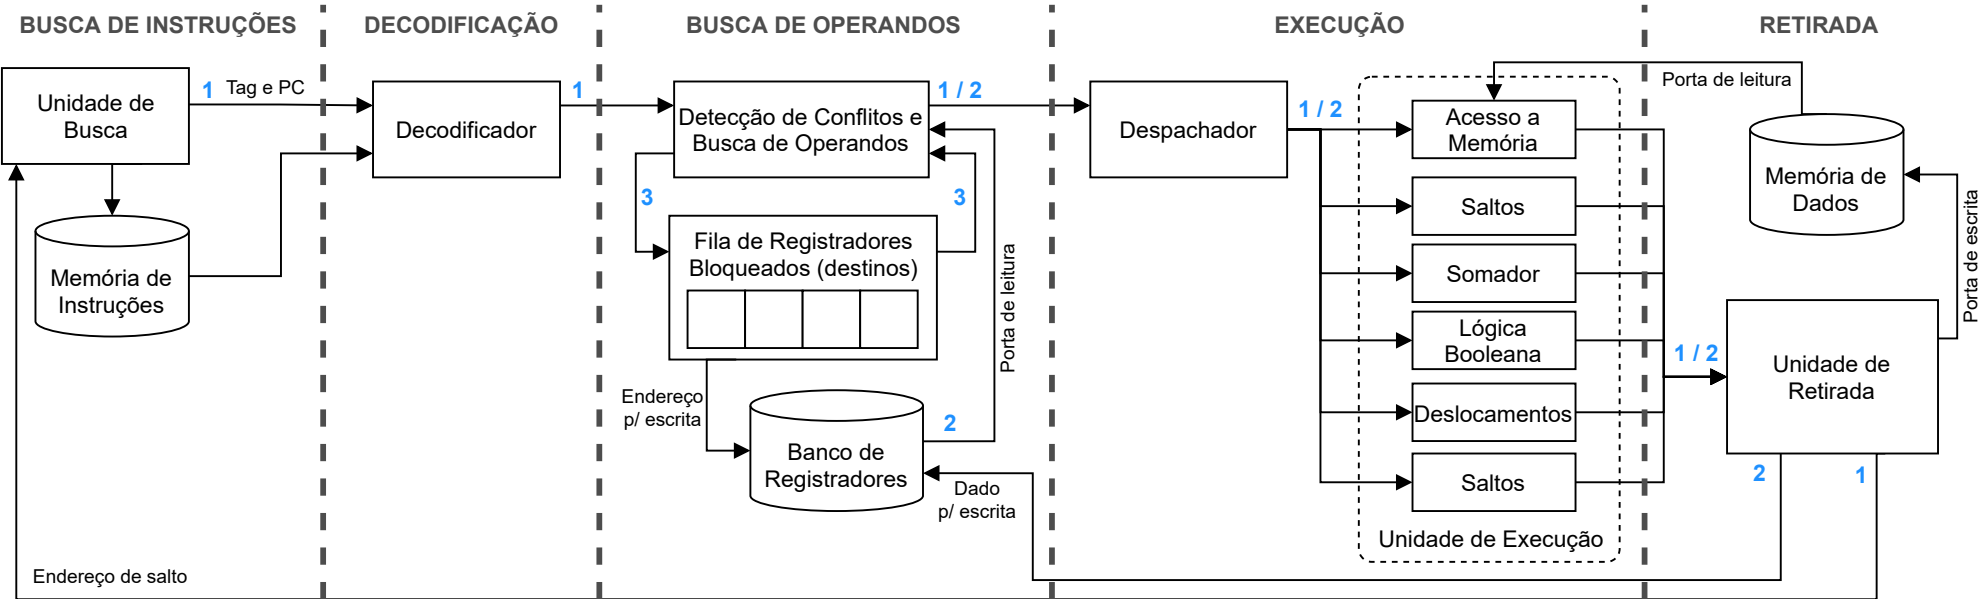 BUSCA DE INSTRUÇÕES
DECODIFICAÇÃO
BUSCA DE OPERANDOS
EXECUÇÃO
RETIRADA
Unidade de
Busca
1
Tag e PC
Memória de
Instruções
Decodificador
1
Detecção de Conflitos e
Busca de Operandos
1 / 2
3
3
Fila de Registradores
Bloqueados (destinos)
Porta de leitura
Endereço
p/ escrita
2
Banco de
Registradores
Dado
p/ escrita
Despachador
1 / 2
Acesso a
Memória
Saltos
Somador
Lógica
Booleana
Deslocamentos
Saltos
Unidade de Execução
Porta de leitura
Memória de
Dados
Porta de escrita
1 / 2
Unidade de
Retirada
2
1
Endereço de salto